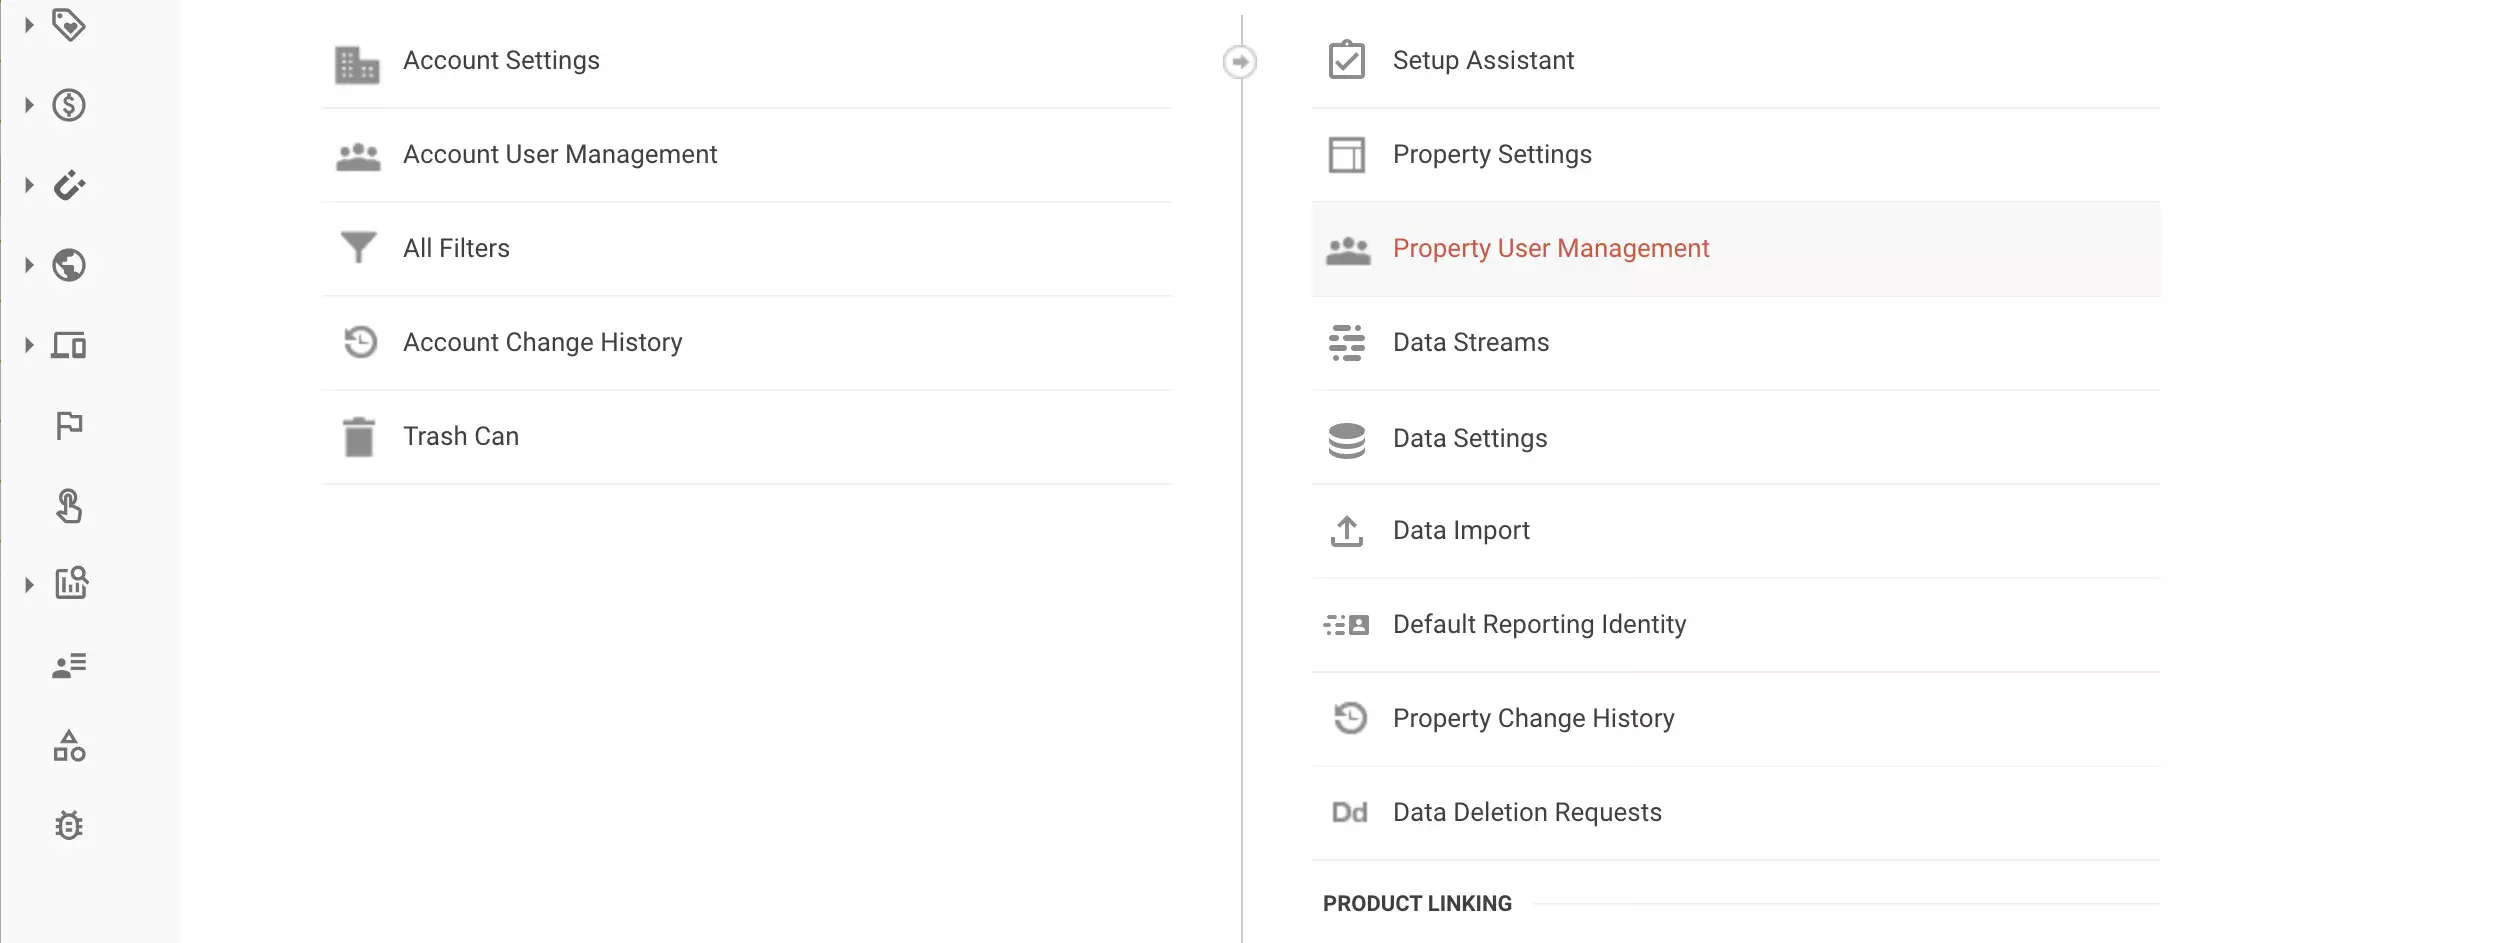 Account Settings
Account User Management
All Filters
Account Change History
Trash Can
Setup Assistant
Property Settings
Property User Management
Data Streams
Data Settings
Data Import
Default Reporting Identity
Property Change History
Dd Data Deletion Requests
PRODUCT LINKING